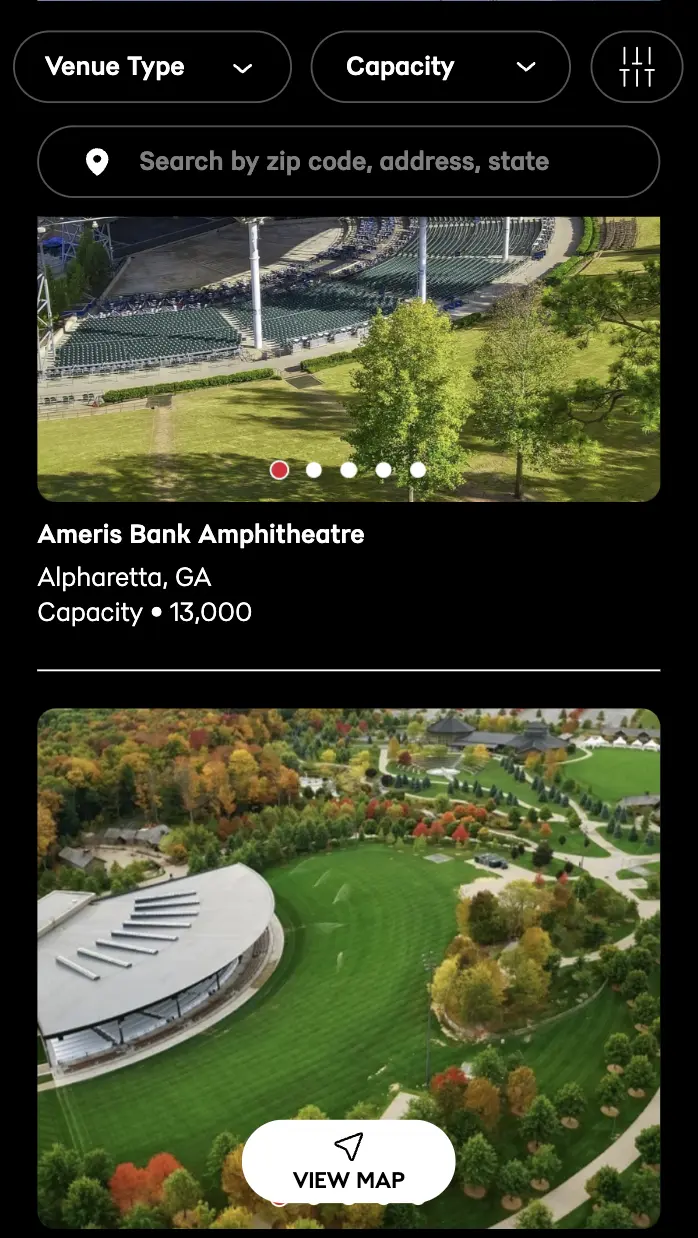 Venue Type
Capacity
Search by zip code, address, state
Ameris Bank Amphitheatre
Alpharetta, GA
Capacity • 13,000
VIEW MAP